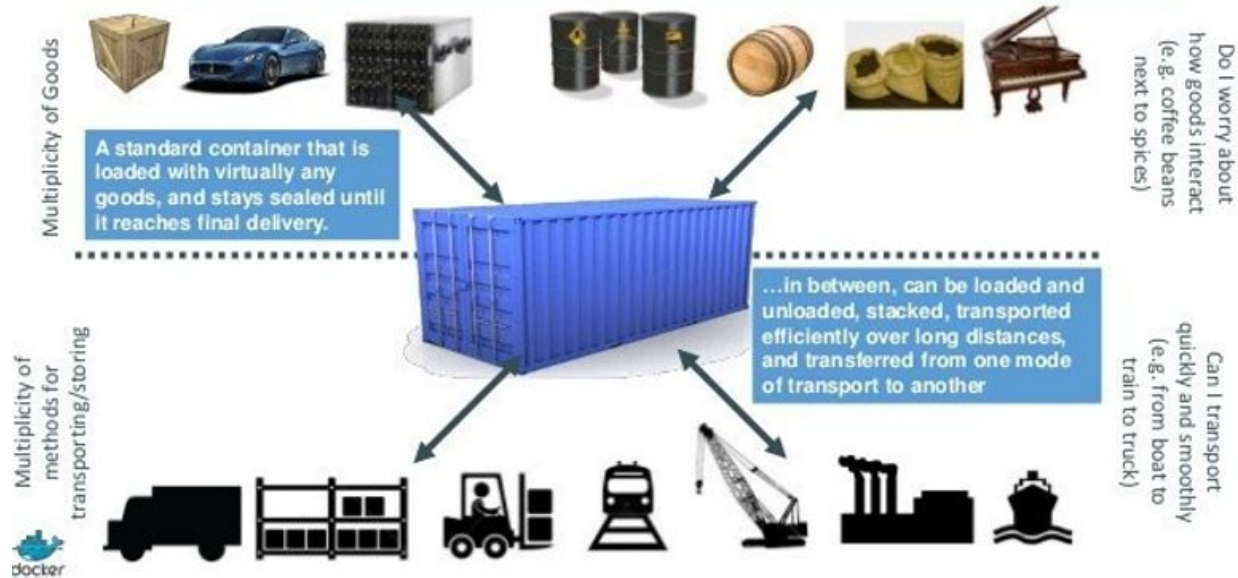 Multiplicity of Goods
A standard container that is
loaded with virtually any
goods, and stays sealed until
it reaches final delivery.
Do I worry about
how goods interact
(e.g. coffee beans
next to spices)
Multiplicity of
methods for
transporting/storing
...in between, can be loaded and
unloaded, stacked, transported
efficiently over long distances,
and transferred from one mode
of transport to another
Can I transport
quickly and smoothly
(e.g. from boat to
train to truck)
docker